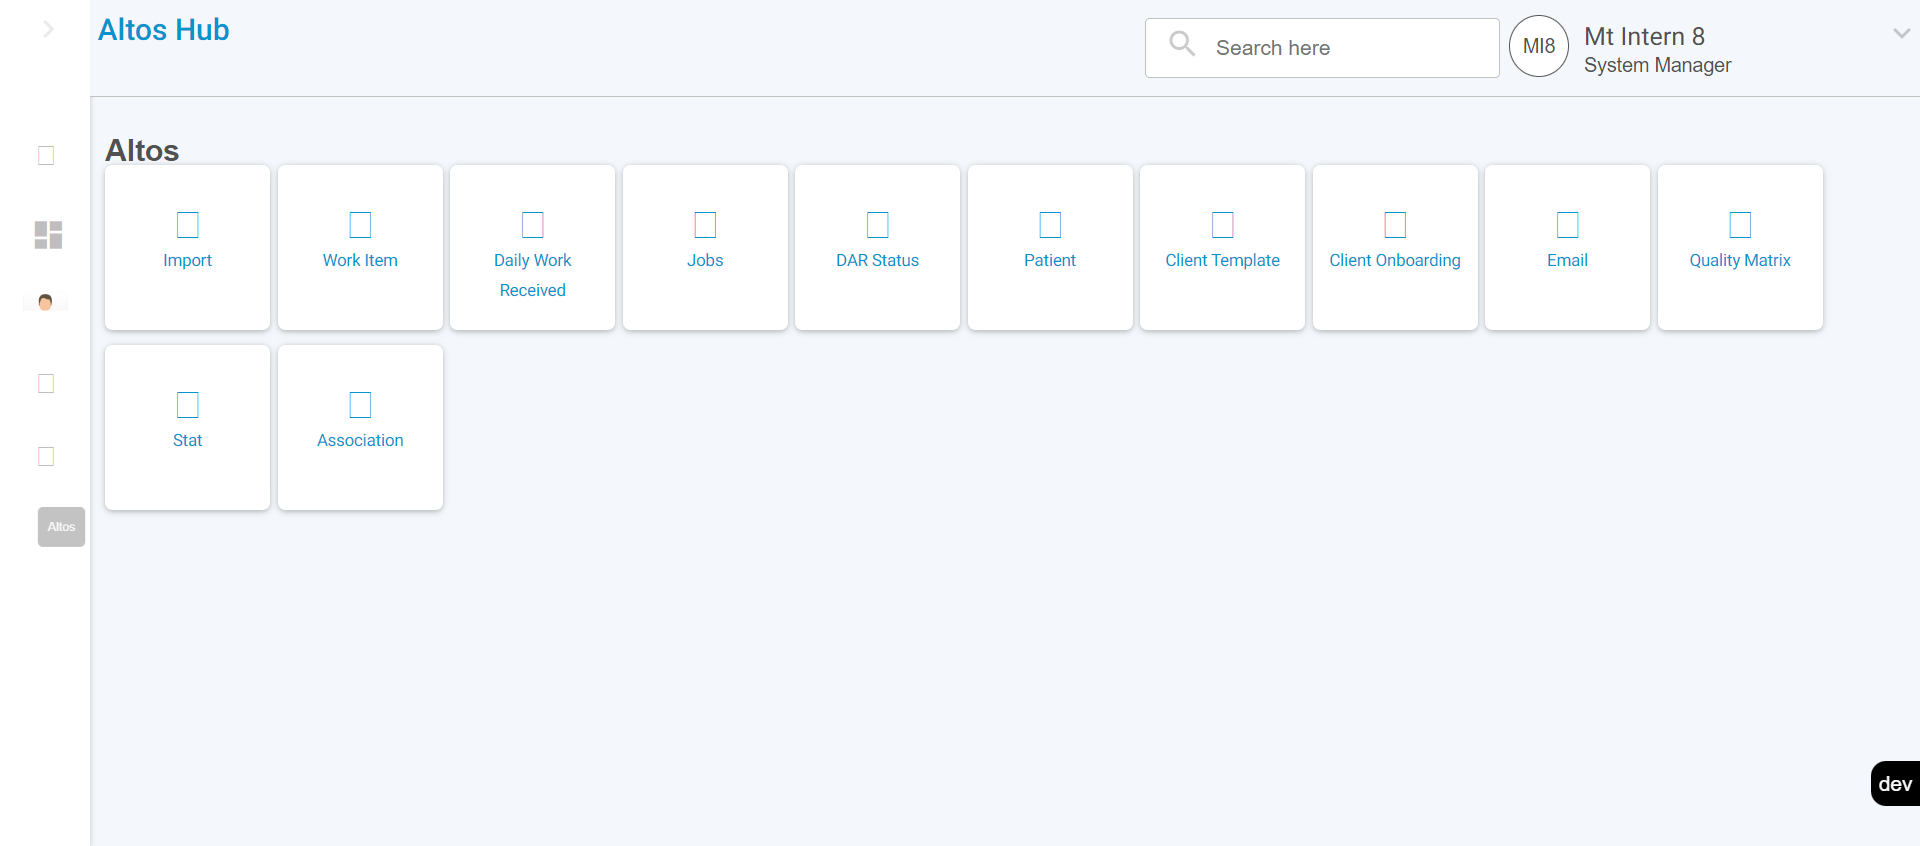 Altos Hub
Search here
MI8
Mt Intern 8
System Manager
Altos
Import
Work Item
Daily Work
Received
Jobs
DAR Status
Patient
Client Template
Client Onboarding
Email
Quality Matrix
Stat
Association
Altos
dev